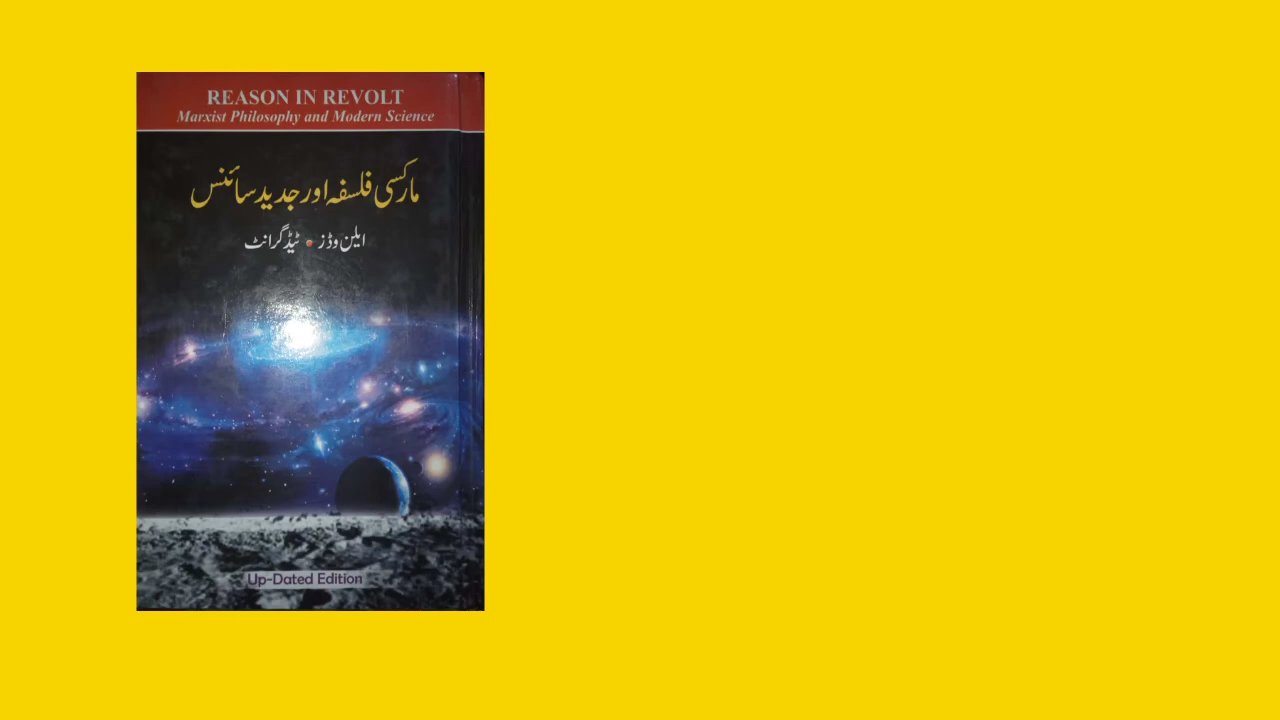 REASON IN REVOLT
Marxist Philosophy and Modern Science
مارکسی فلسفہ اور جدید سائنس
ایلن وڈز • ٹیڈ گرانٹ
Up-Dated Edition